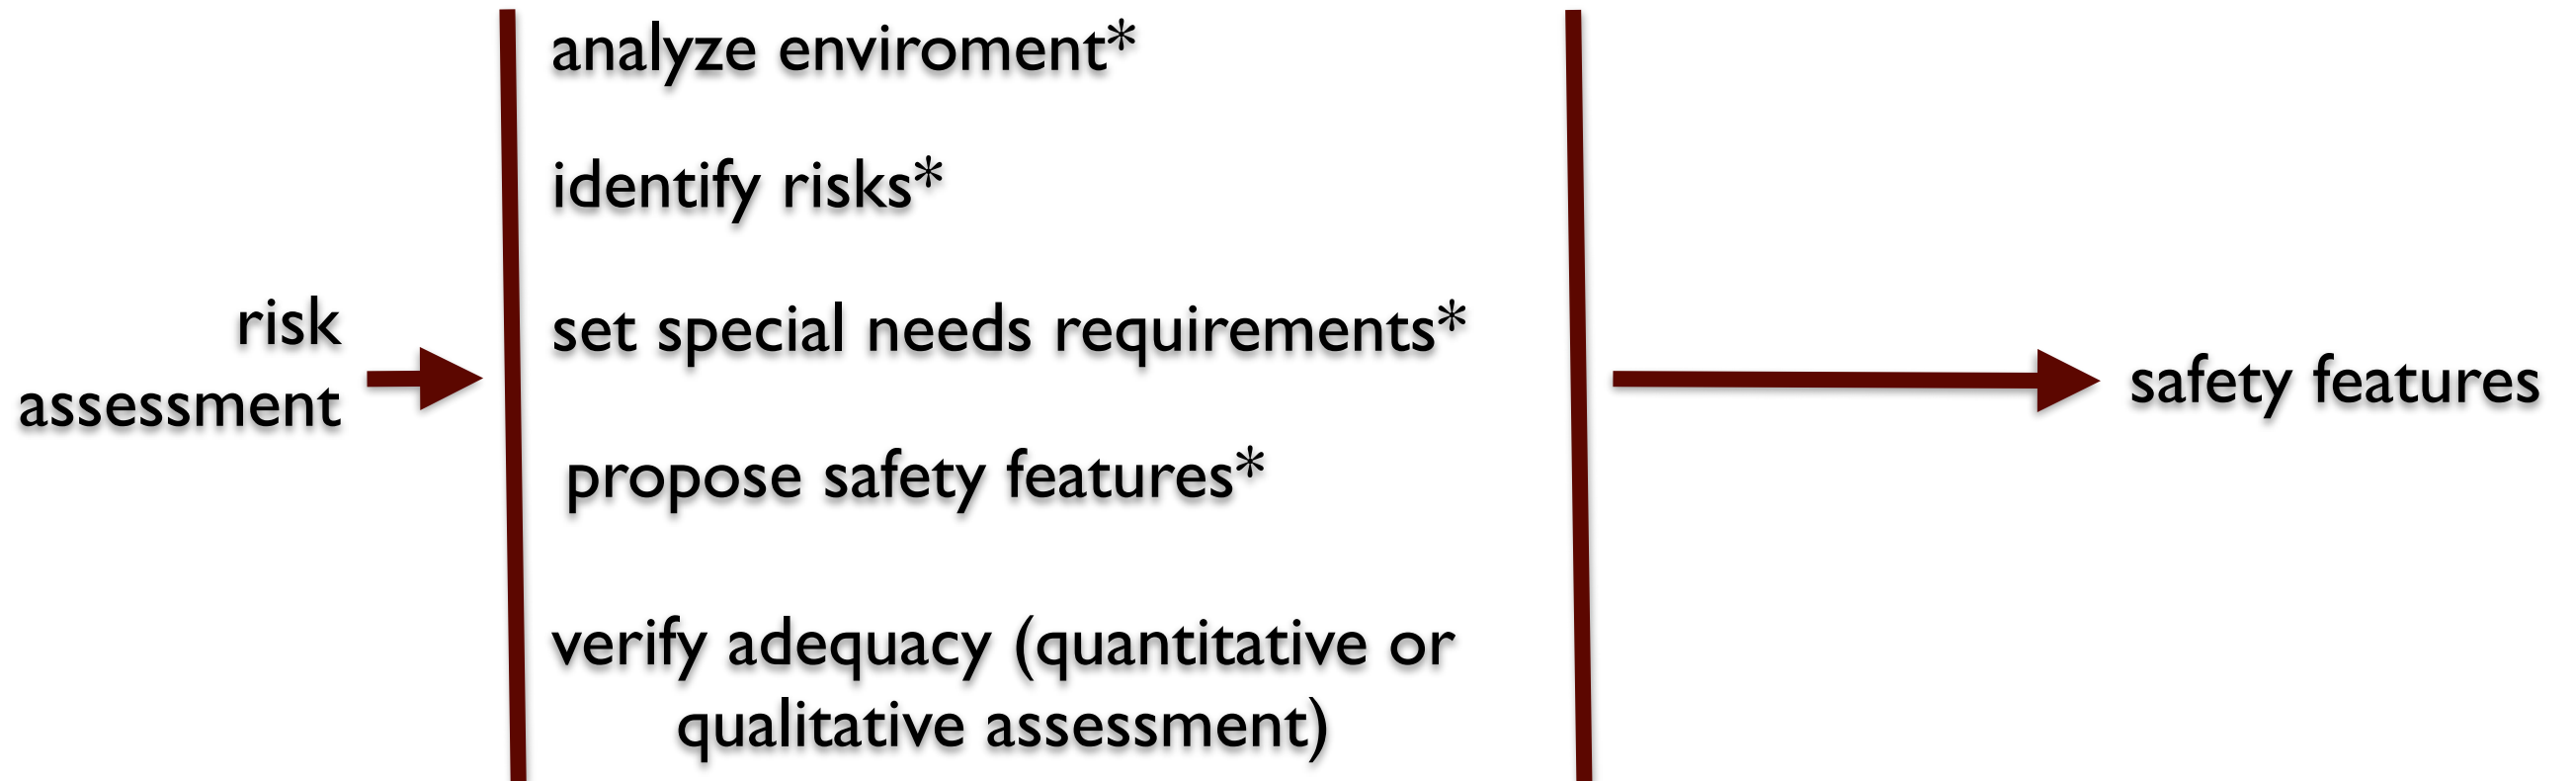 risk
assessment
analyze enviroment*
identify risks*
set special needs requirements*
propose safety features*
verify adequacy (quantitative or
qualitative assessment)
safety features